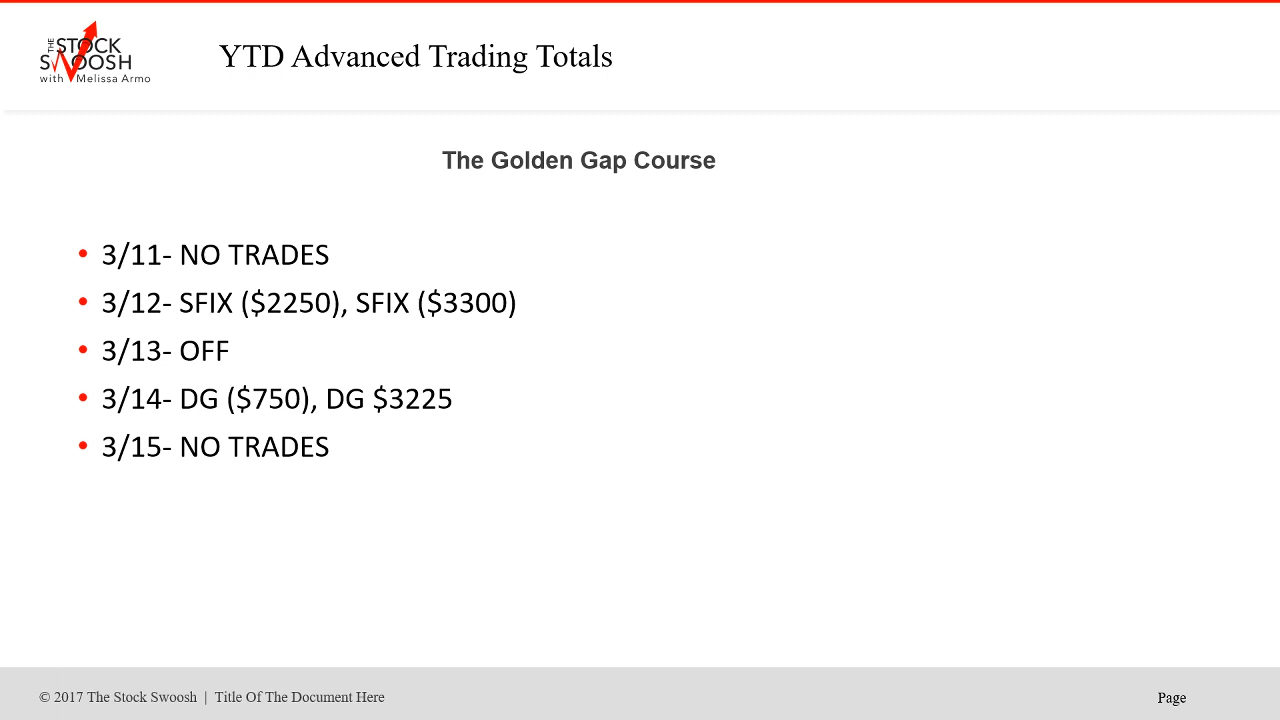 THE STOCK
SWOOSH
with Melissa Armo
YTD Advanced Trading Totals
The Golden Gap Course
• 3/11- NO TRADES
• 3/12- SFIX ($2250), SFIX ($3300)
• 3/13- OFF
• 3/14- DG ($750), DG $3225
• 3/15- NO TRADES
© 2017 The Stock Swoosh | Title Of The Document Here
Page